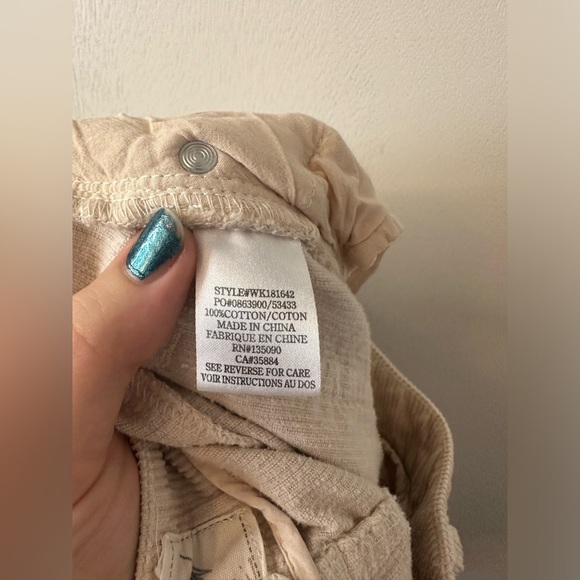 STYLE#WK181642
PO#0863900/53433
100%COTTON/COTON
MADE IN CHINA
FABRIQUE EN CHINE
RN#135090
CA#35884
SEE REVERSE FOR CARE
VOIR INSTRUCTIONS AU DOS